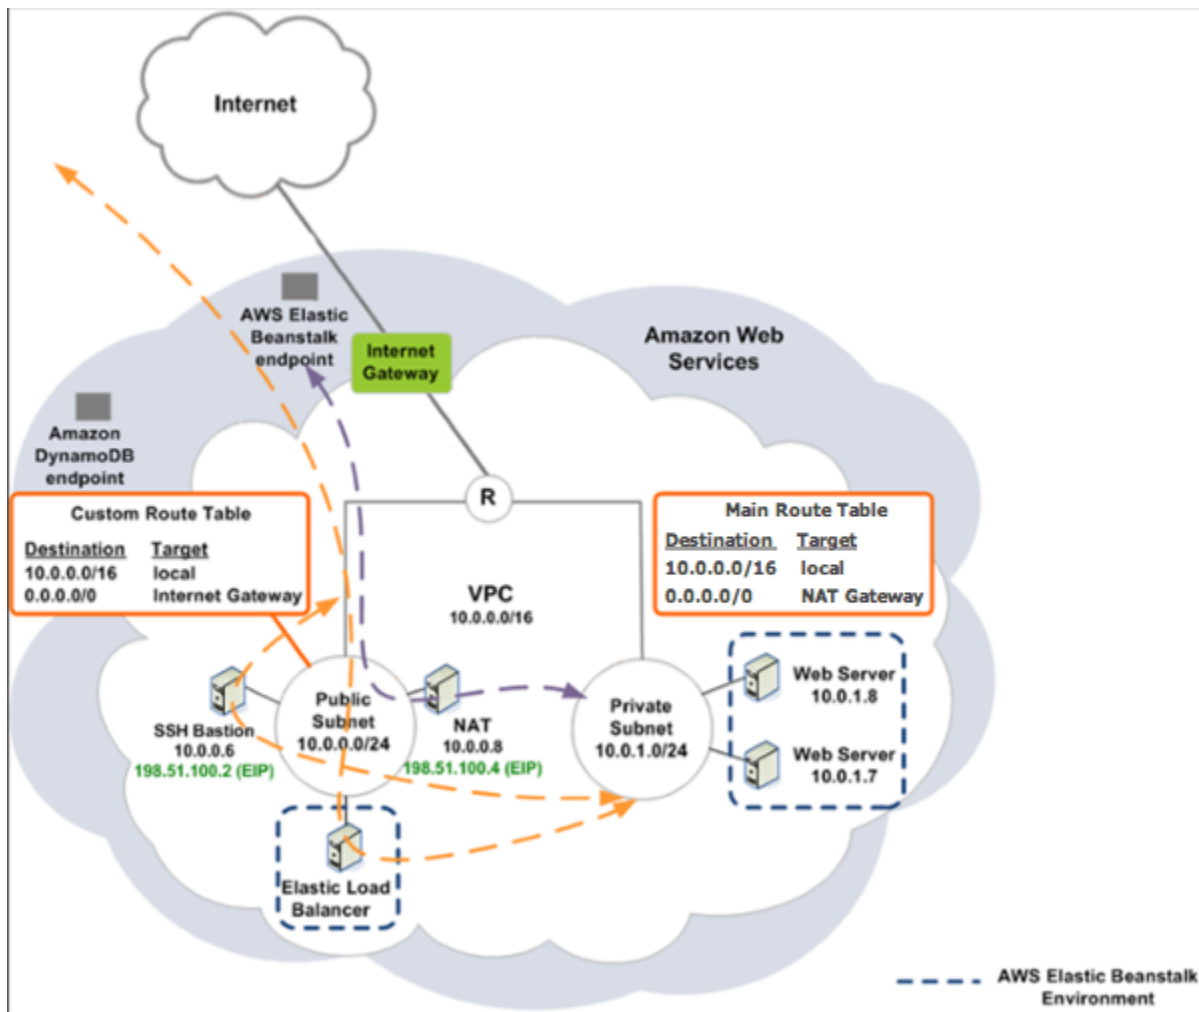 Internet
AWS Elastic
Beanstalk
endpoint
Internet
Gateway
Amazon Web
Services
Amazon
DynamoDB
endpoint
R
Custom Route Table
Destination Target
10.0.0.0/16 local
0.0.0.0/0 Internet Gateway
Main Route Table
Destination Target
10.0.0.0/16 local
0.0.0.0/0 NAT Gateway
VPC
10.0.0.0/16
SSH Bastion
10.0.0.6
198.51.100.2 (EIP)
Public
Subnet
10.0.0.0/24
NAT
10.0.0.8
198.51.100.4 (EIP)
Private
Subnet
10.0.1.0/24
Web Server
10.0.1.8
Web Server
10.0.1.7
Elastic Load
Balancer
AWS Elastic Beanstalk
Environment